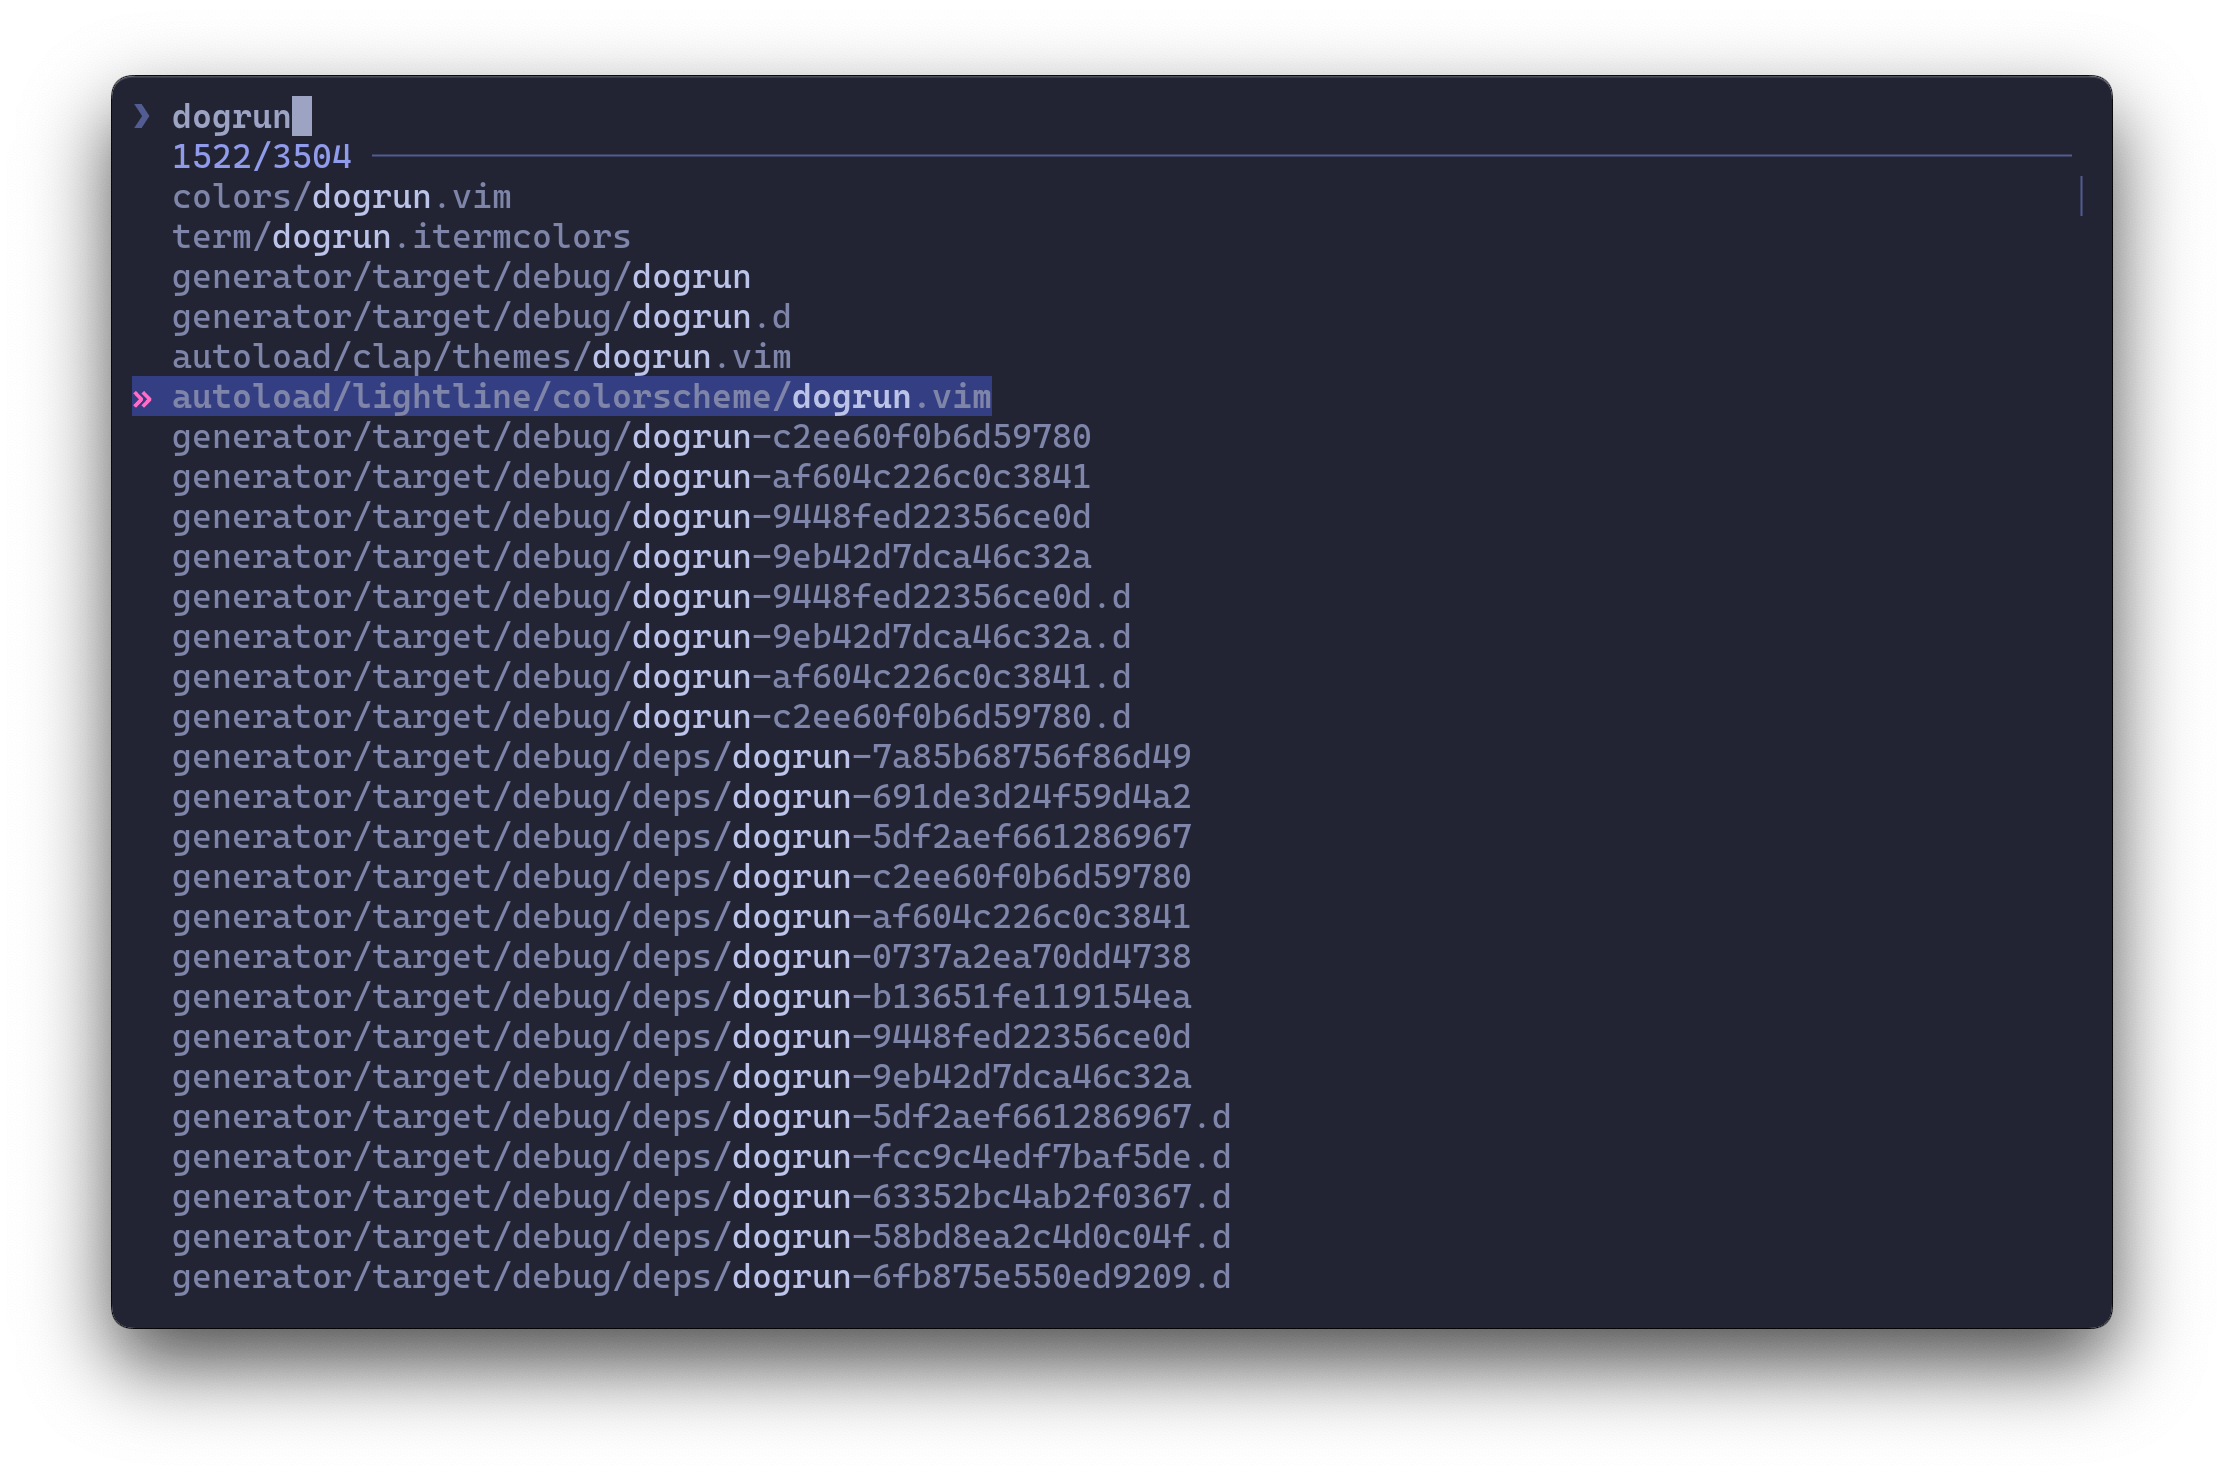 ❯ dogrun
1522/3504
colors/dogrun.vim
term/dogrun.itermcolors
generator/target/debug/dogrun
generator/target/debug/dogrun.d
autoload/clap/themes/dogrun.vim
» autoload/lightline/colorscheme/dogrun.vim
generator/target/debug/dogrun-c2ee60f0b6d59780
generator/target/debug/dogrun-af604c226c0c3841
generator/target/debug/dogrun-9448fed22356ce0d
generator/target/debug/dogrun-9eb42d7dca46c32a
generator/target/debug/dogrun-9448fed22356ce0d.d
generator/target/debug/dogrun-9eb42d7dca46c32a.d
generator/target/debug/dogrun-af604c226c0c3841.d
generator/target/debug/dogrun-c2ee60f0b6d59780.d
generator/target/debug/deps/dogrun-7a85b68756f86d49
generator/target/debug/deps/dogrun-691de3d24f59d4a2
generator/target/debug/deps/dogrun-5df2aef661286967
generator/target/debug/deps/dogrun-c2ee60f0b6d59780
generator/target/debug/deps/dogrun-af604c226c0c3841
generator/target/debug/deps/dogrun-0737a2ea70dd4738
generator/target/debug/deps/dogrun-b13651fe119154ea
generator/target/debug/deps/dogrun-9448fed22356ce0d
generator/target/debug/deps/dogrun-9eb42d7dca46c32a
generator/target/debug/deps/dogrun-5df2aef661286967.d
generator/target/debug/deps/dogrun-fcc9c4edf7baf5de.d
generator/target/debug/deps/dogrun-63352bc4ab2f0367.d
generator/target/debug/deps/dogrun-58bd8ea2c4d0c04f.d
generator/target/debug/deps/dogrun-6fb875e550ed9209.d